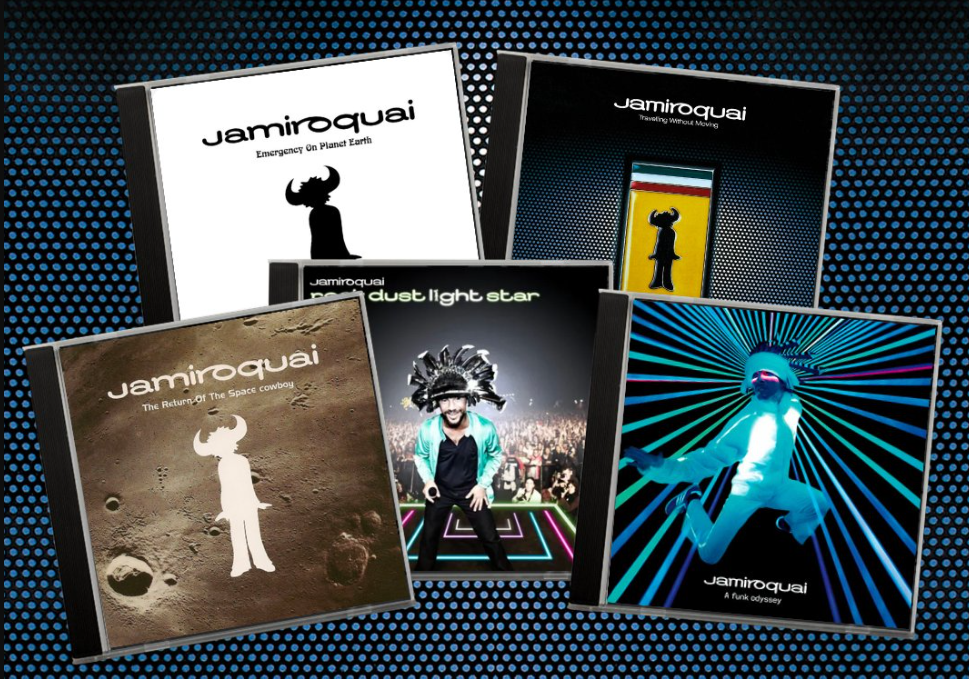 Jamiroquai
Emergency On Planet Earth
Jamiroquai
Travelling Without Moving
Jamiroquai
dust light star
Jamiroquai
The Return Of The Space cowboy
Jamiroquai
A funk odyssey